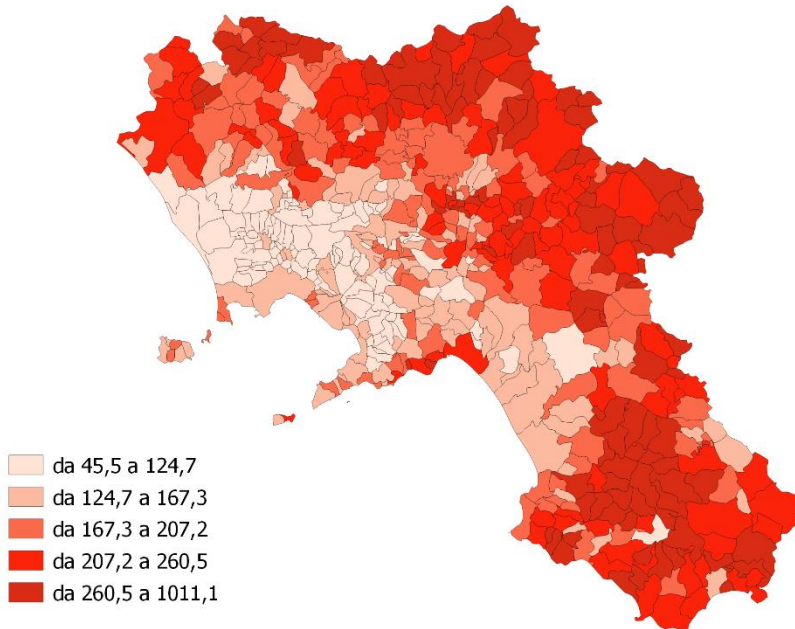 da 45,5 a 124,7
da 124,7 a 167,3
da 167,3 a 207,2
da 207,2 a 260,5
da 260,5 a 1011,1